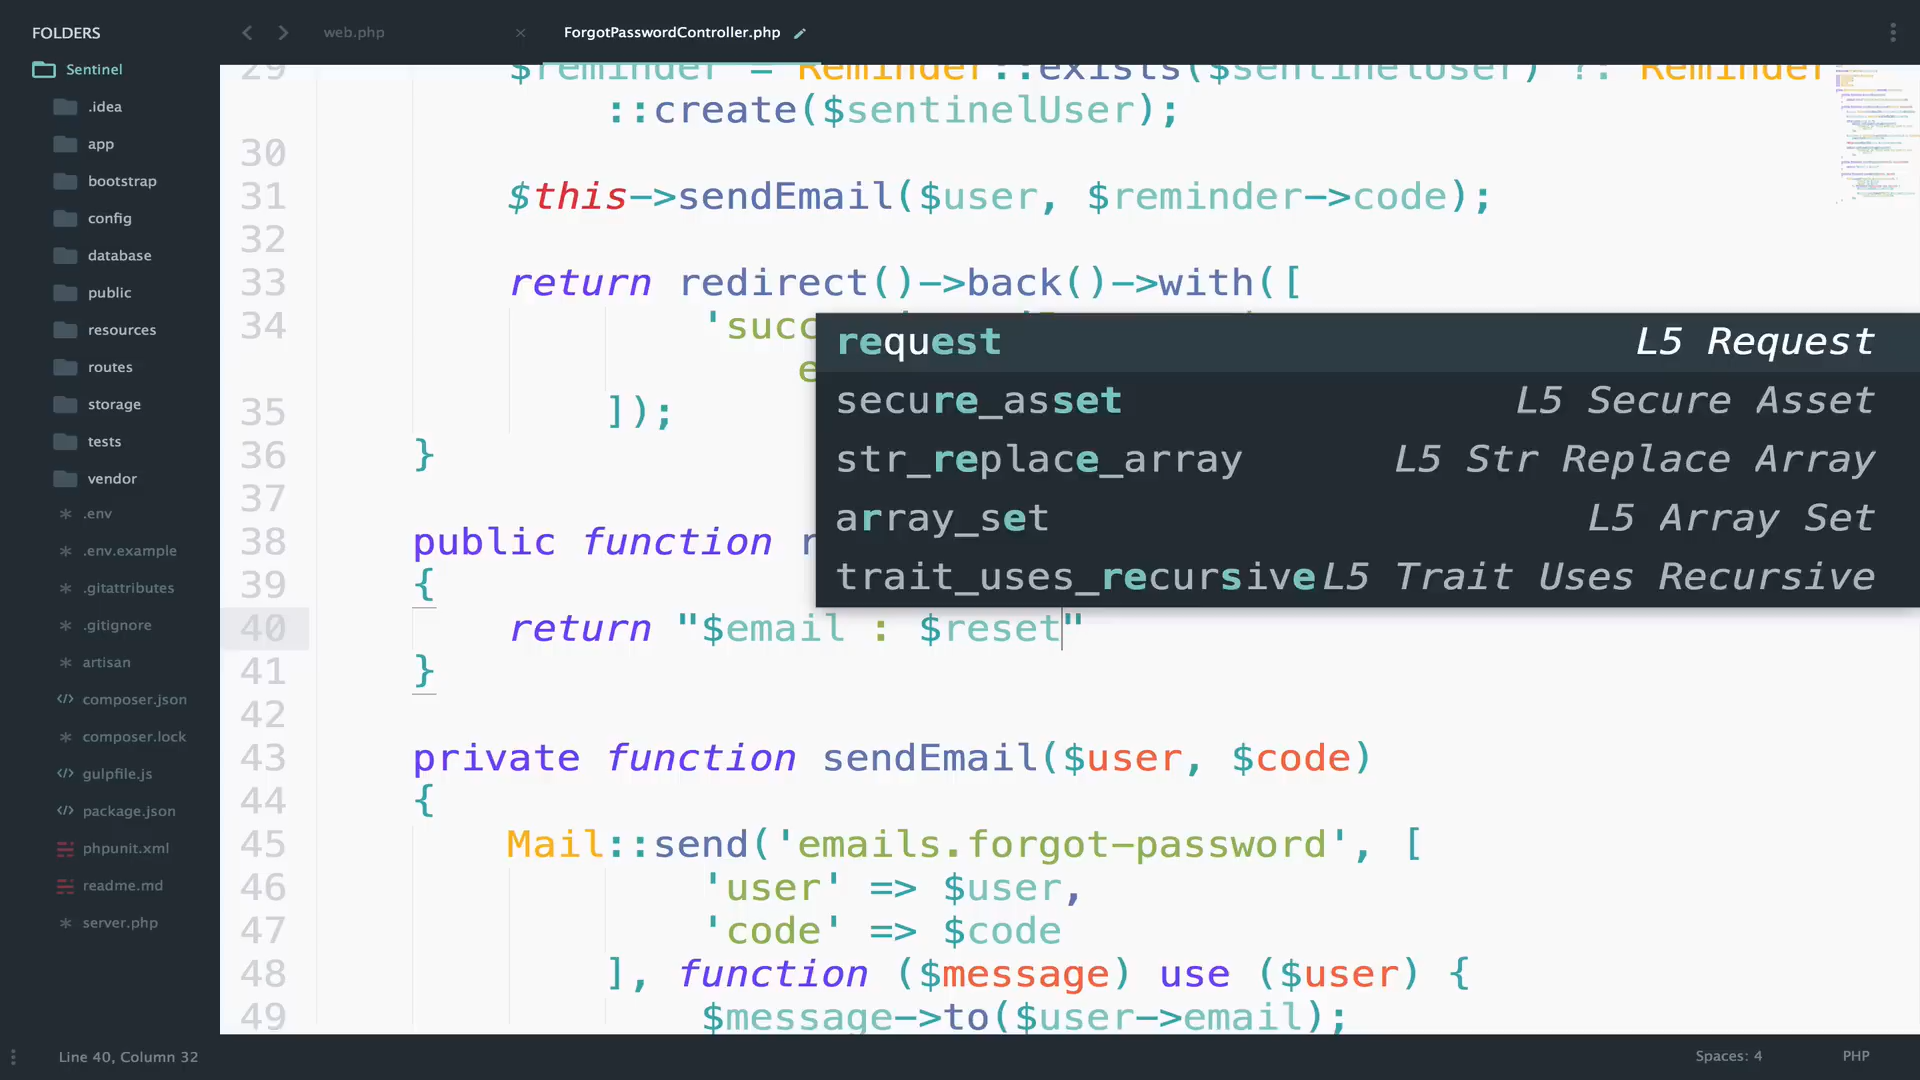 FOLDERS
Sentinel
.idea
app
bootstrap
config
database
public
resources
routes
storage
tests
vendor
.env
.env.example
.gitattributes
.gitignore
artisan
composer.json
composer.lock
gulpfile.js
package.json
phpunit.xml
readme.md
server.php
web.php
ForgotPasswordController.php
29 $reminder = Reminder::exists($sentinelUser) ?: Reminder
::create($sentinelUser);
30
31 $this->sendEmail($user, $reminder->code);
32
33 return redirect()->back()->with([
34 'succ
e
35 ]);
36 }
37
38 public function r
39 {
40 return "$email : $reset"
41 }
42
43 private function sendEmail($user, $code)
44 {
45 Mail::send('emails.forgot-password', [
46 'user' => $user,
47 'code' => $code
48 ], function ($message) use ($user) {
49 $message->to($user->email);
request L5 Request
secure_asset L5 Secure Asset
str_replace_array L5 Str Replace Array
array_set L5 Array Set
trait_uses_recursive L5 Trait Uses Recursive
Line 40, Column 32
Spaces: 4
PHP